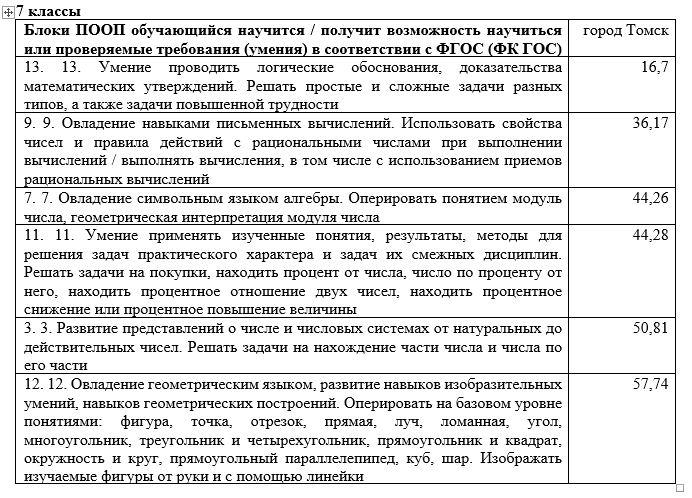 7 классы
Блоки ПООП обучающийся научится / получит возможность научиться
или проверяемые требования (умения) в соответствии с ФГОС (ФК ГОС)
город Томск
13. 13. Умение проводить логические обоснования, доказательства
математических утверждений. Решать простые и сложные задачи разных
типов, а также задачи повышенной трудности
16,7
9. 9. Овладение навыками письменных вычислений. Использовать свойства
чисел и правила действий с рациональными числами при выполнении
вычислений / выполнять вычисления, в том числе с использованием приемов
рациональных вычислений
36,17
7. 7. Овладение символьным языком алгебры. Оперировать понятием модуль
числа, геометрическая интерпретация модуля числа
44,26
11. 11. Умение применять изученные понятия, результаты, методы для
решения задач практического характера и задач их смежных дисциплин.
Решать задачи на покупки, находить процент от числа, число по проценту от
него, находить процентное отношение двух чисел, находить процентное
снижение или процентное повышение величины
44,28
3. 3. Развитие представлений о числе и числовых системах от натуральных до
действительных чисел. Решать задачи на нахождение части числа и числа по
его части
50,81
12. 12. Овладение геометрическим языком, развитие навыков изобразительных
умений, навыков геометрических построений. Оперировать на базовом уровне
понятиями: фигура, точка, отрезок, прямая, луч, ломанная, угол,
многоугольник, треугольник и четырехугольник, прямоугольник и квадрат,
окружность и круг, прямоугольный параллелепипед, куб, шар. Изображать
изучаемые фигуры от руки и с помощью линейки
57,74